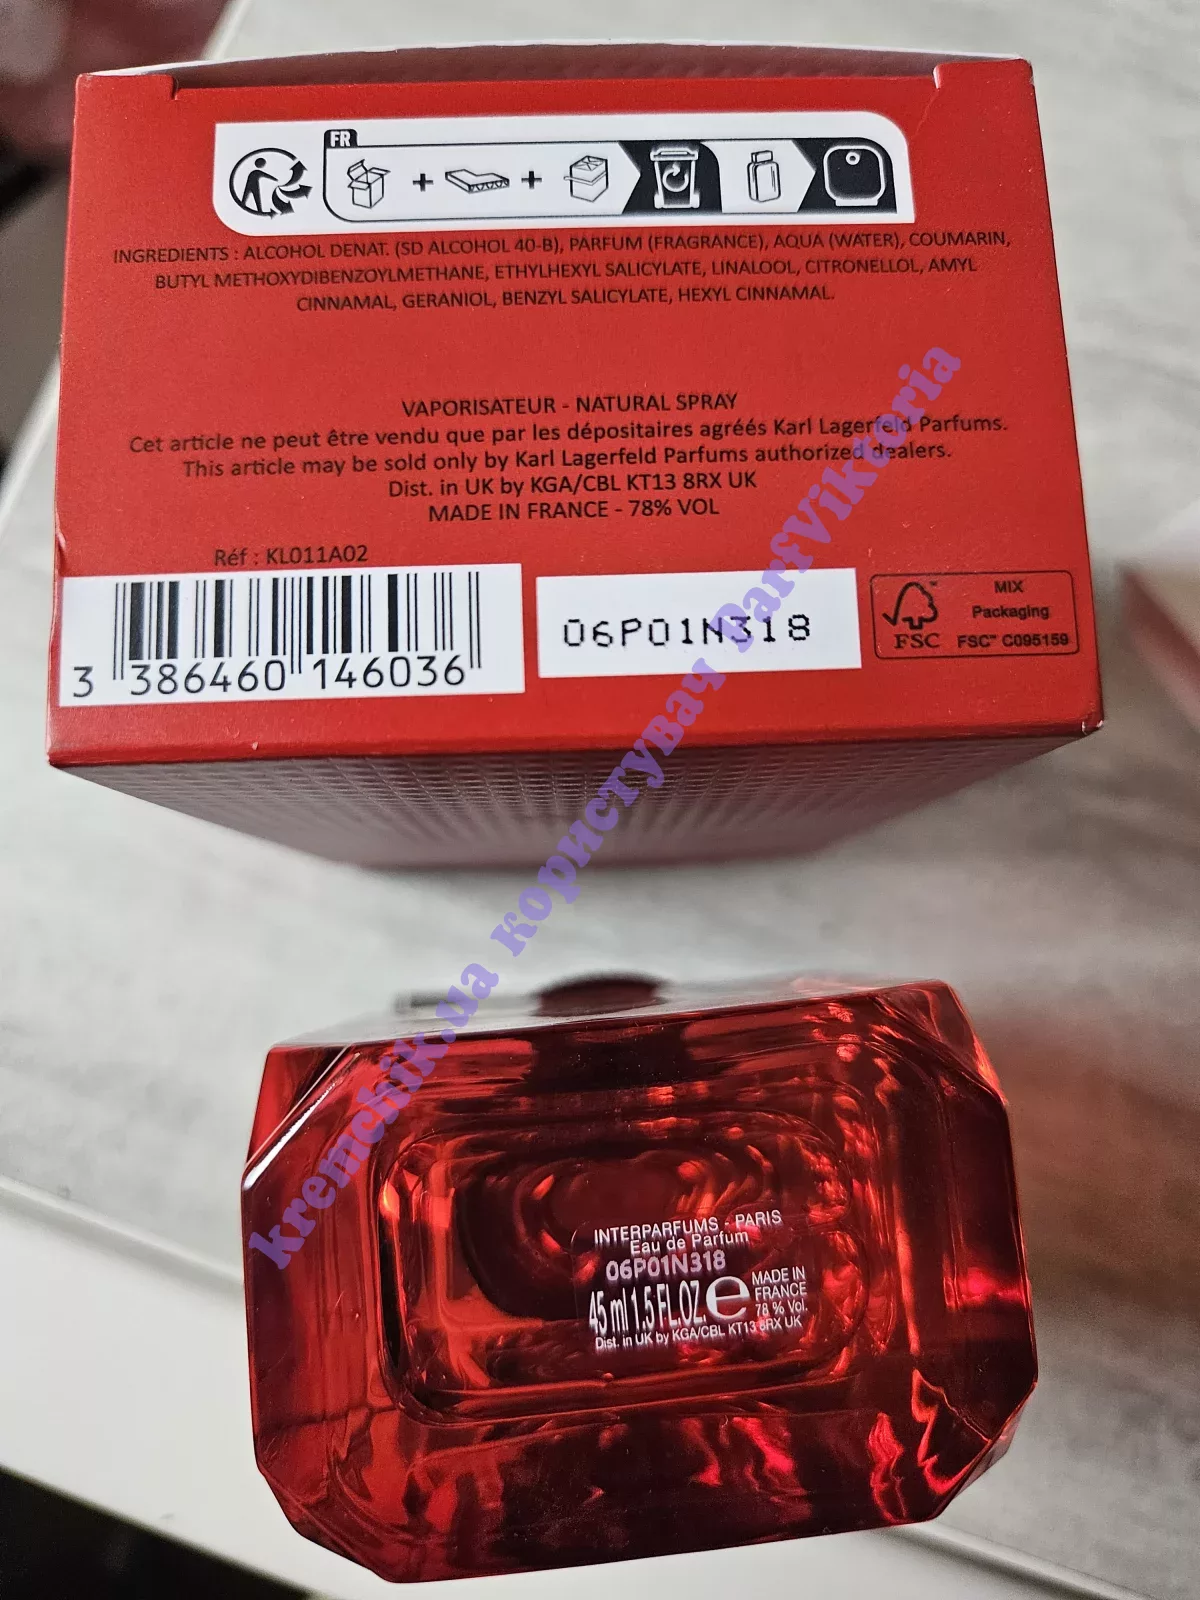 FR
INGREDIENTS : ALCOHOL DENAT. (SD ALCOHOL 40-B), PARFUM (FRAGRANCE), AQUA (WATER), COUMARIN,
BUTYL METHOXYDIBENZOYLMETHANE, ETHYLHEXYL SALICYLATE, LINALOOL, CITRONELLOL, AMYL
CINNAMAL, GERANIOL, BENZYL SALICYLATE, HEXYL CINNAMAL.
VAPORISATEUR - NATURAL SPRAY
Cet article ne peut être vendu que par les dépositaires agréés Karl Lagerfeld Parfums.
This article may be sold only by Karl Lagerfeld Parfums authorized dealers.
Dist. in UK by KGA/CBL KT13 8RX UK
MADE IN FRANCE - 78% VOL
Réf : KL011A02
3 386460 146036
06P01N318
FSC
MIX
Packaging
FSC™ C095159
kremchik.ua користувач ParfViktoria
INTERPARFUMS - PARIS
Eau de Parfum
06P01N318
45 ml 1.5 FL.OZ. e
MADE IN
FRANCE
78 % Vol.
Dist. in UK by KGA/CBL KT13 8RX UK